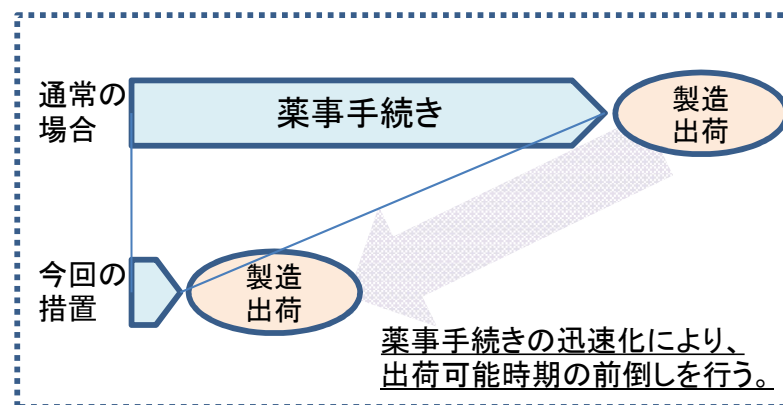 通常の
場合
薬事手続き
製造
出荷
今回の
措置
製造
出荷
薬事手続きの迅速化により、
出荷可能時期の前倒しを行う。